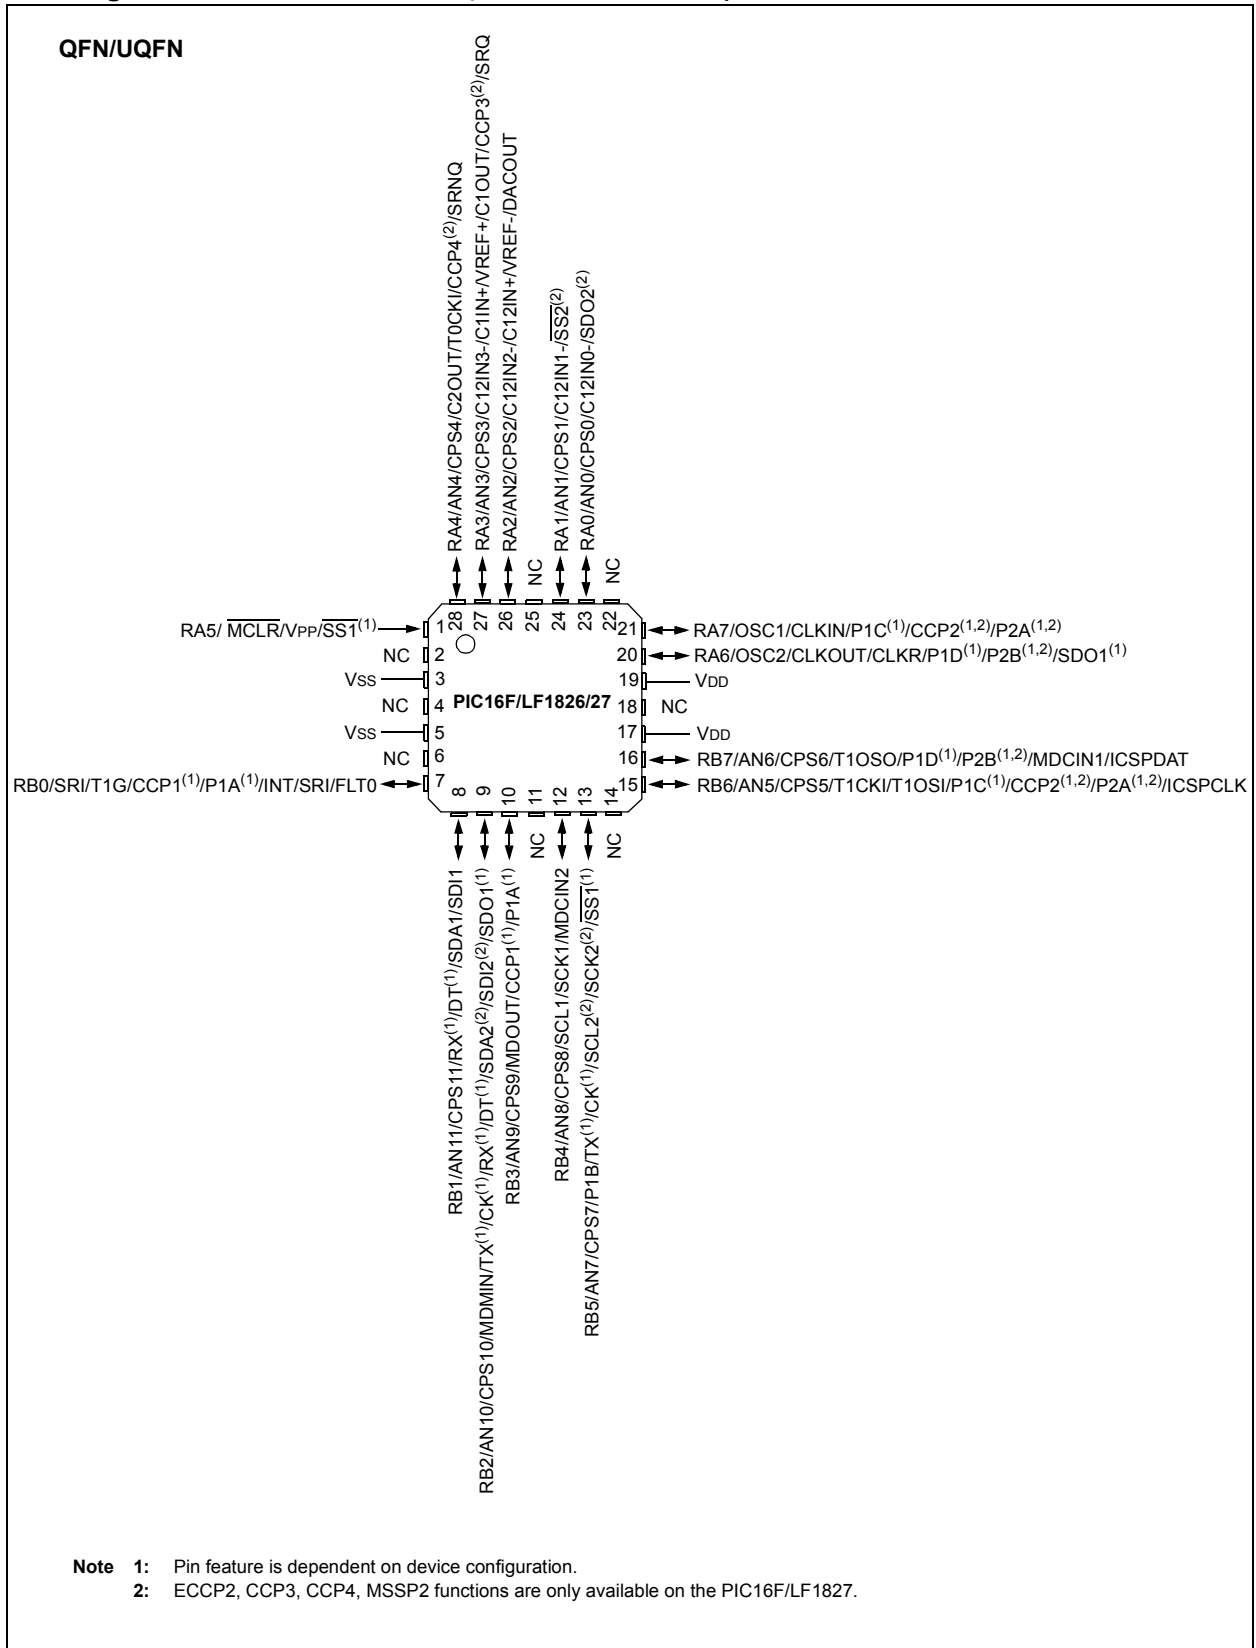 QFN/UQFN
RA4/AN4/CPS4/C2OUT/T0CKI/CCP4(2)/SRNQ
RA3/AN3/CPS3/C12IN3-/C1IN+/VREF+/C1OUT/CCP3(2)/SRQ
RA2/AN2/CPS2/C12IN2-/C12IN+/VREF-/DACOUT
NC
RA1/AN1/CPS1/C12IN1-/SS2(2)
RA0/AN0/CPS0/C12IN0-/SDO2(2)
NC
28 27 26 25 24 23 22
RA5/ MCLR/VPP/SS1(1) 1
NC 2
VSS 3
NC 4
VSS 5
NC 6
RB0/SRI/T1G/CCP1(1)/P1A(1)/INT/SRI/FLT0 7
PIC16F/LF1826/27
21 RA7/OSC1/CLKIN/P1C(1)/CCP2(1,2)/P2A(1,2)
20 RA6/OSC2/CLKOUT/CLKR/P1D(1)/P2B(1,2)/SDO1(1)
19 VDD
18 NC
17 VDD
16 RB7/AN6/CPS6/T1OSO/P1D(1)/P2B(1,2)/MDCIN1/ICSPDAT
15 RB6/AN5/CPS5/T1CKI/T1OSI/P1C(1)/CCP2(1,2)/P2A(1,2)/ICSPCLK
8 9 10 11 12 13 14
RB1/AN11/CPS11/RX(1)/DT(1)/SDA1/SDI1
RB2/AN10/CPS10/MDMIN/TX(1)/CK(1)/RX(1)/DT(1)/SDA2(2)/SDI2(2)/SDO1(1)
RB3/AN9/CPS9/MDOUT/CCP1(1)/P1A(1)
NC
RB4/AN8/CPS8/SCL1/SCK1/MDCIN2
RB5/AN7/CPS7/P1B/TX(1)/CK(1)/SCL2(2)/SCK2(2)/SS1(1)
NC
Note 1: Pin feature is dependent on device configuration.
2: ECCP2, CCP3, CCP4, MSSP2 functions are only available on the PIC16F/LF1827.